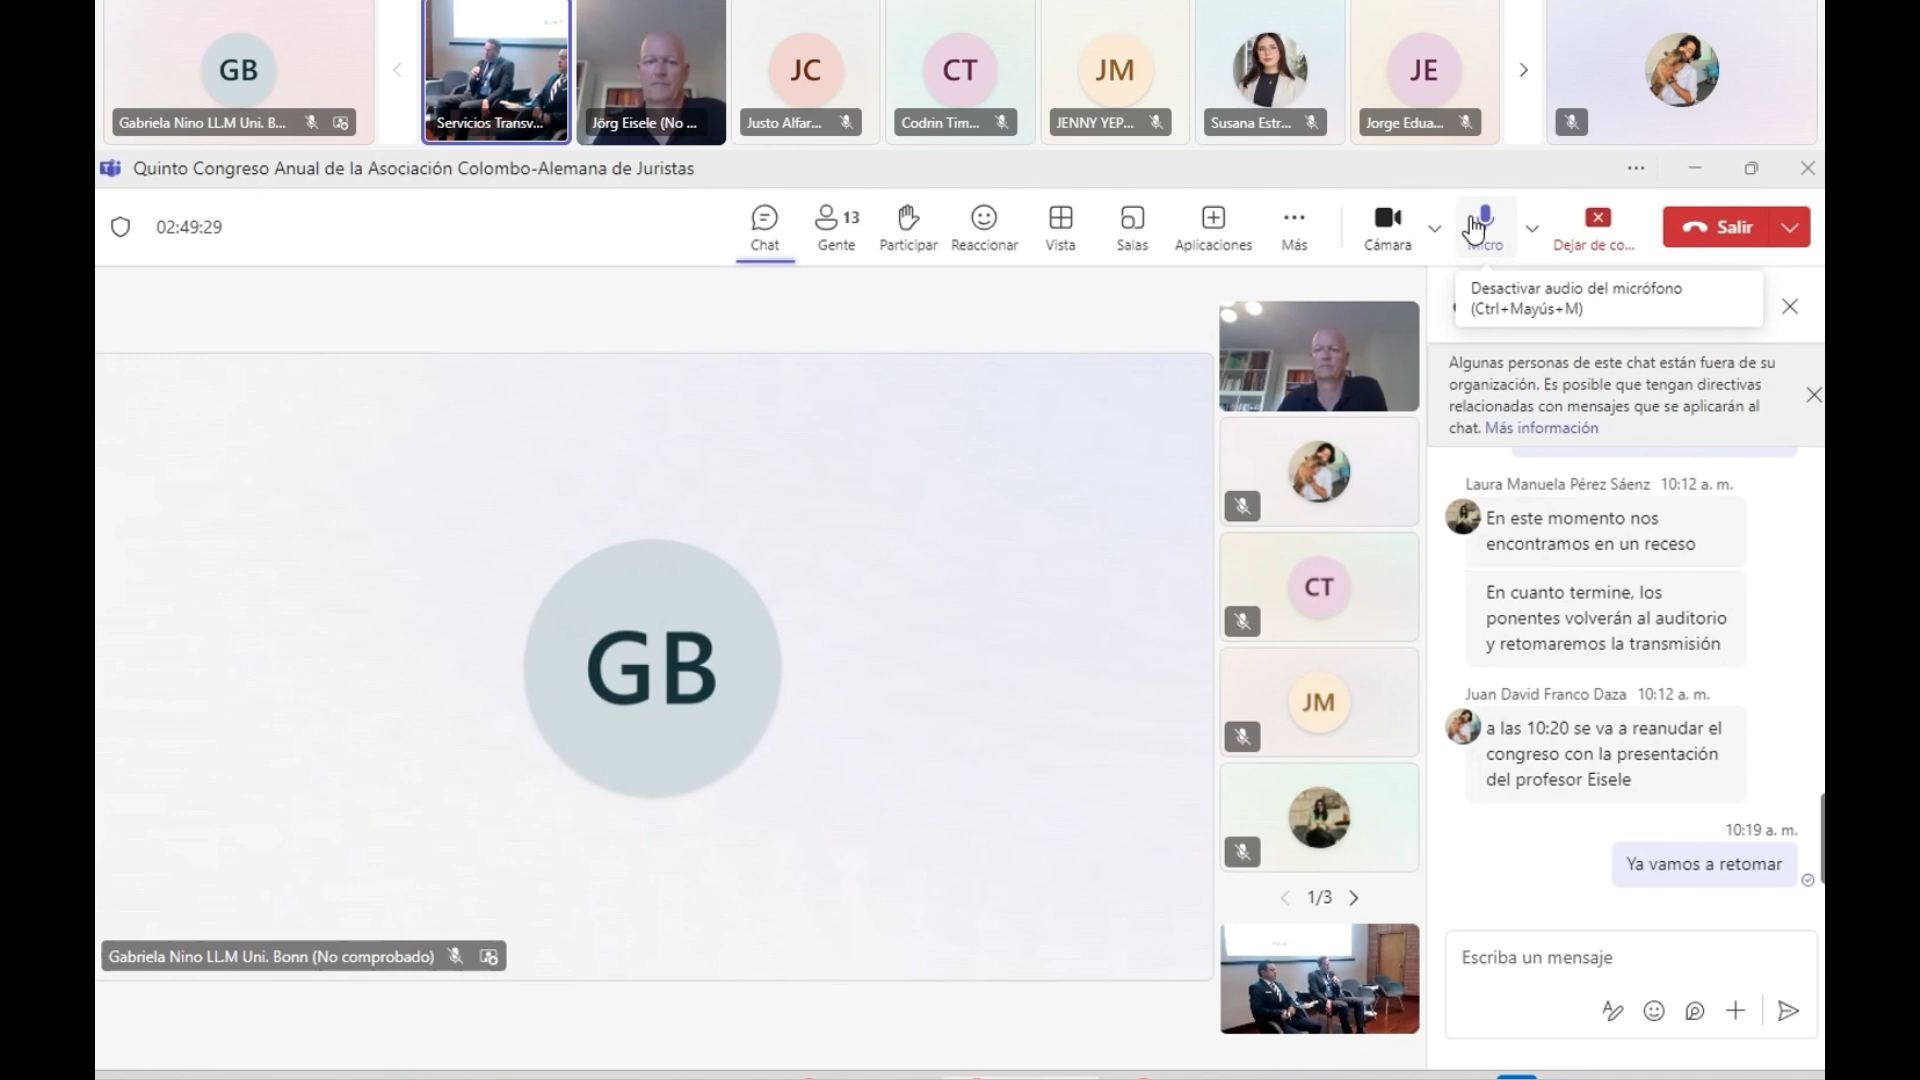 GB
JC
CT
JM
JE
Gabriela Nino LL.M Uni. B...
Servicios Transv...
Jörg Eisele (No ...
Justo Alfar...
Codrin Tim...
JENNY YEP...
Susana Estr...
Jorge Edua...
Quinto Congreso Anual de la Asociación Colombo-Alemana de Juristas
02:49:29
Chat
13
Gente
Participar
Reaccionar
Vista
Salas
Aplicaciones
Más
Cámara
Micro
Dejar de co...
Salir
Desactivar audio del micrófono
(Ctrl+Mayús+M)
Algunas personas de este chat están fuera de su
organización. Es posible que tengan directivas
relacionadas con mensajes que se aplicarán al
chat. Más información
Laura Manuela Pérez Sáenz 10:12 a. m.
En este momento nos
encontramos en un receso
En cuanto termine, los
ponentes volverán al auditorio
y retomaremos la transmisión
Juan David Franco Daza 10:12 a. m.
a las 10:20 se va a reanudar el
congreso con la presentación
del profesor Eisele
10:19 a. m.
Ya vamos a retomar
Escriba un mensaje
GB
Gabriela Nino LL.M Uni. Bonn (No comprobado)
CT
JM
1/3